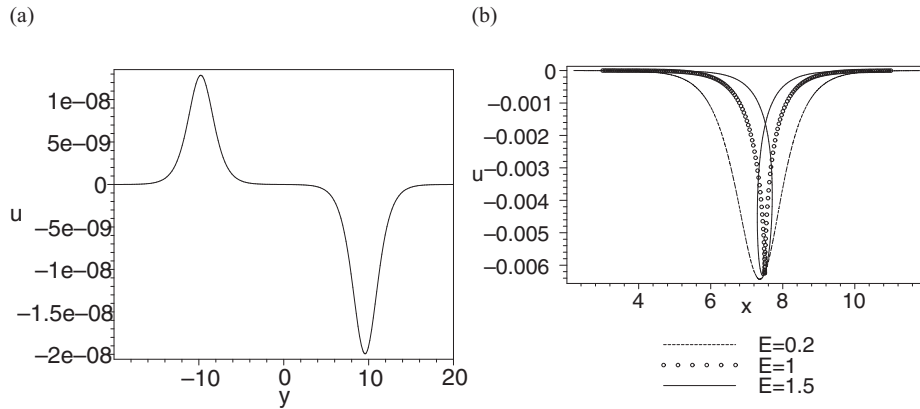 (a)
(b)
1e–08
5e–09
0
u
–5e–09
–1e–08
–1.5e–08
–2e–08
–10
0
10
20
y
0
–0.001
–0.002
–0.003
u
–0.004
–0.005
–0.006
4
6
8
10
x
E=0.2
E=1
E=1.5